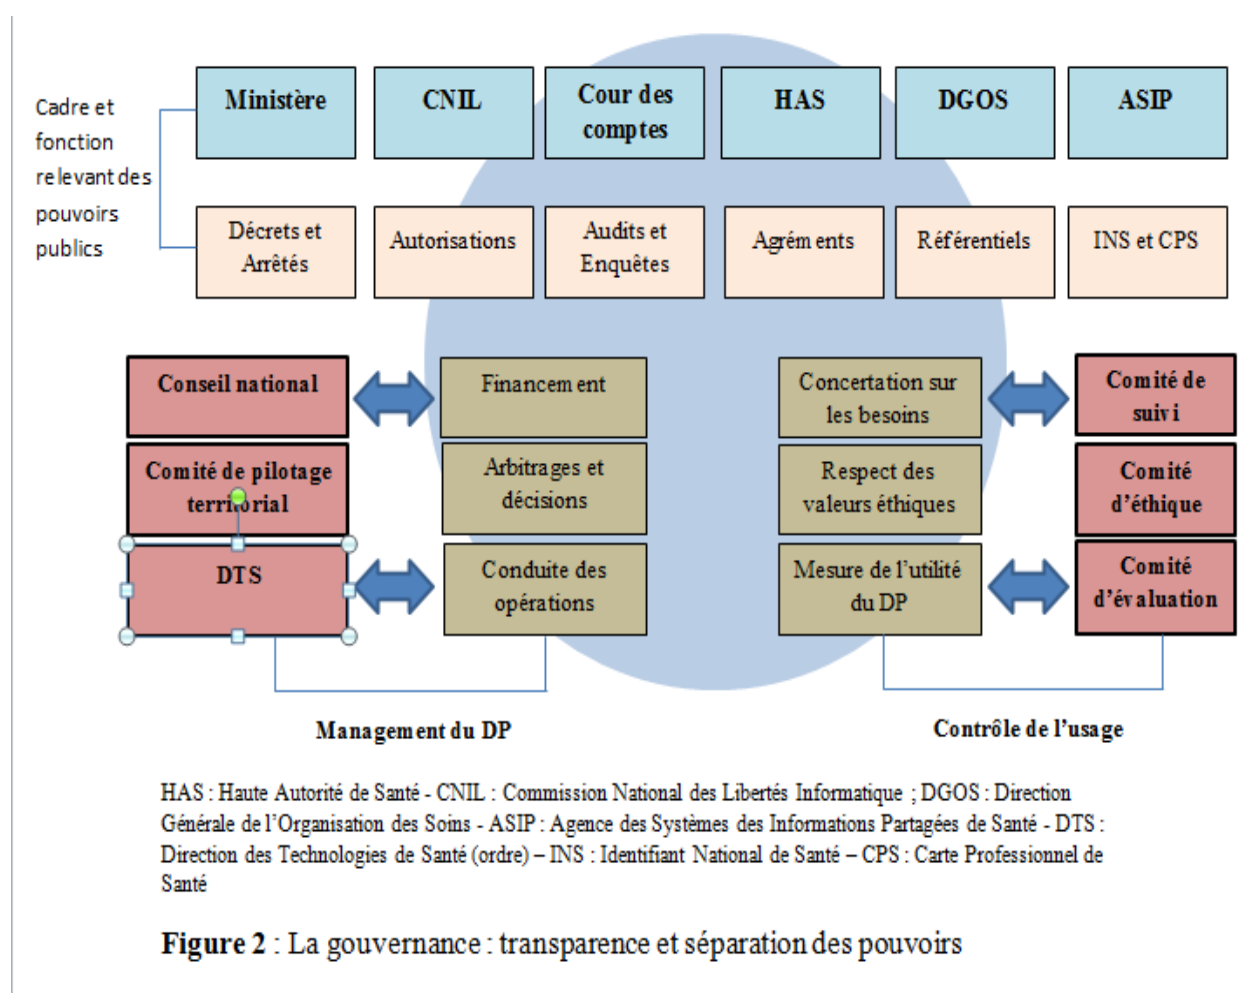 Cadre et
fonction
relevant des
pouvoirs
publics
Ministère
CNIL
Cour des
comptes
HAS
DGOS
ASIP
Décrets et
Arrêtés
Autorisations
Audits et
Enquêtes
Agréments
Référentiels
INS et CPS
Conseil national
Financement
Concertation sur
les besoins
Comité de
suivi
Comité de pilotage
territorial
Arbitrages et
décisions
Respect des
valeurs éthiques
Comité
d'éthique
DTS
Conduite des
opérations
Mesure de l'utilité
du DP
Comité
d'évaluation
Management du DP
Contrôle de l'usage
HAS : Haute Autorité de Santé - CNIL : Commission National des Libertés Informatique ; DGOS : Direction
Générale de l'Organisation des Soins - ASIP : Agence des Systèmes des Informations Partagées de Santé - DTS :
Direction des Technologies de Santé (ordre) – INS : Identifiant National de Santé – CPS : Carte Professionnel de
Santé
Figure 2 : La gouvernance : transparence et séparation des pouvoirs